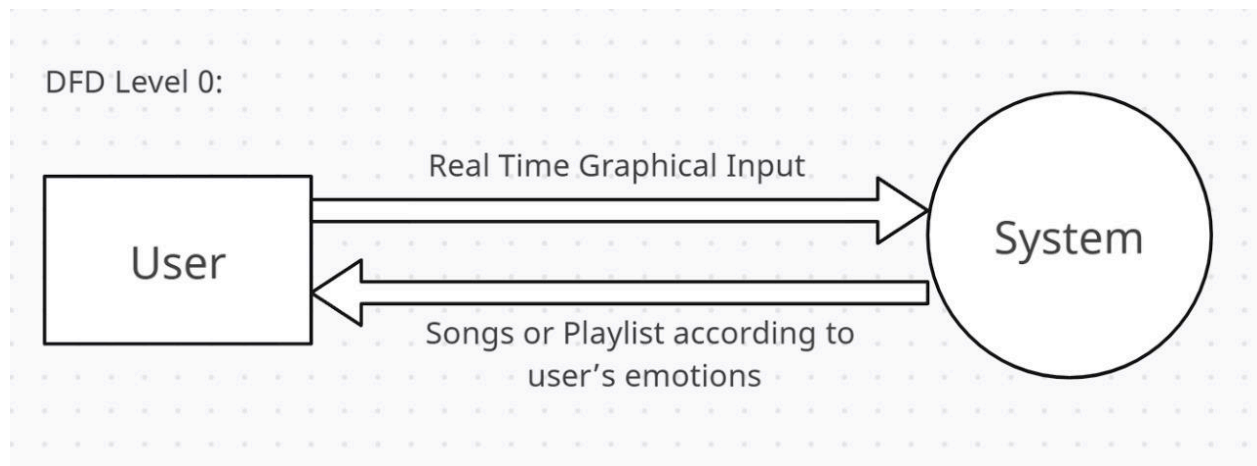 DFD Level 0:
Real Time Graphical Input
User
System
Songs or Playlist according to
user’s emotions